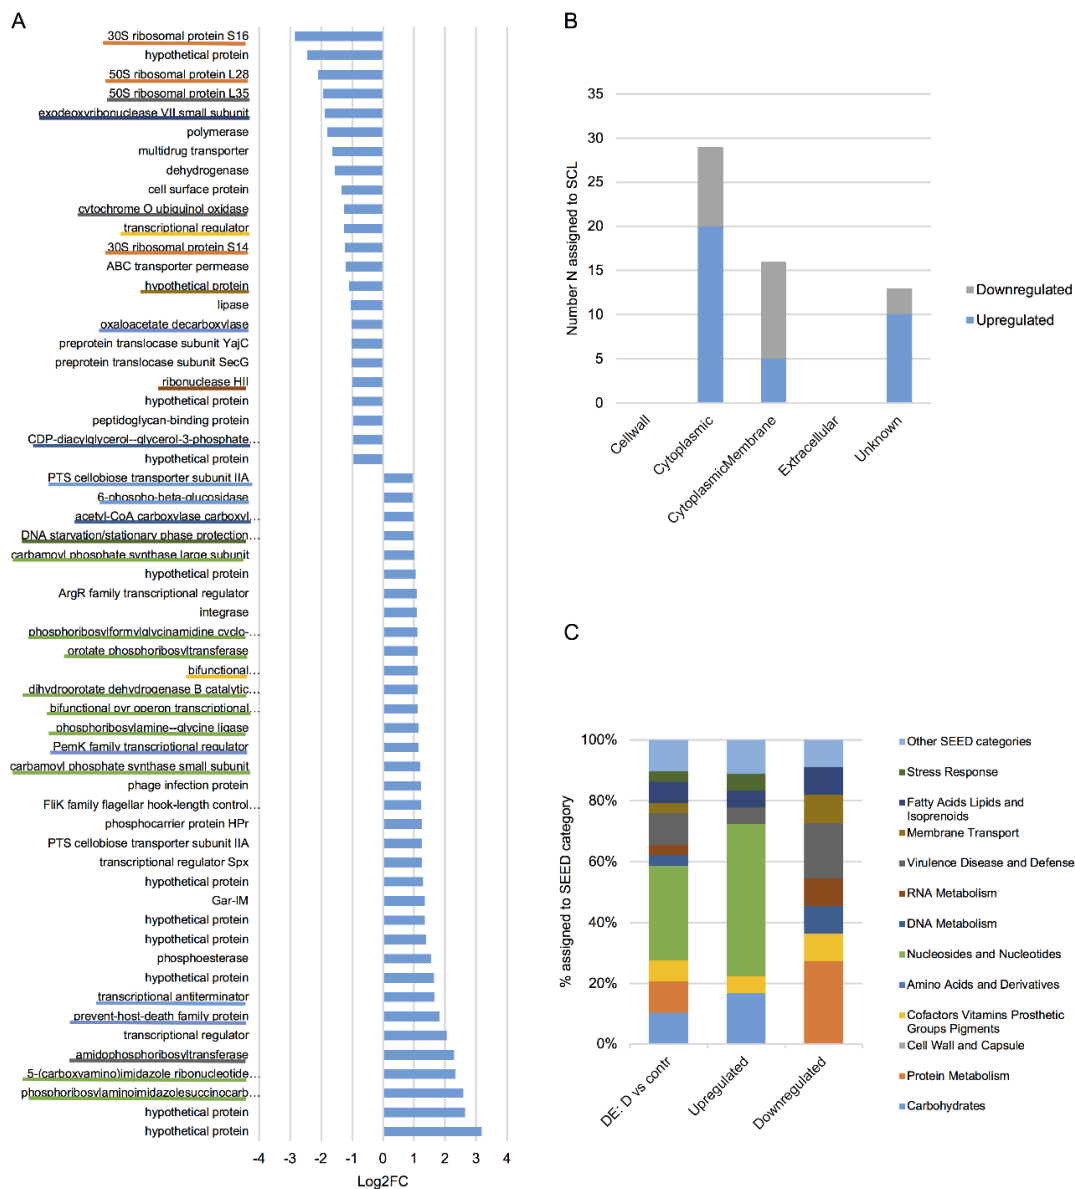 A
30S ribosomal protein S16
hypothetical protein
50S ribosomal protein L28
50S ribosomal protein L35
exodeoxyribonuclease VII small subunit
polymerase
multidrug transporter
dehydrogenase
cell surface protein
cytochrome O ubiquinol oxidase
transcriptional regulator
30S ribosomal protein S14
ABC transporter permease
hypothetical protein
lipase
oxaloacetate decarboxylase
preprotein translocase subunit YajC
preprotein translocase subunit SecG
ribonuclease HII
hypothetical protein
peptidoglycan-binding protein
CDP-diacylglycerol--glycerol-3-phosphate…
hypothetical protein
PTS cellobiose transporter subunit IIA
6-phospho-beta-glucosidase
acetyl-CoA carboxylase carboxyl…
DNA starvation/stationary phase protection…
carbamoyl phosphate synthase large subunit
hypothetical protein
ArgR family transcriptional regulator
integrase
phosphoribosylformylglycinamidine cyclo-…
orotate phosphoribosyltransferase
bifunctional…
dihydroorotate dehydrogenase B catalytic…
bifunctional pyr operon transcriptional…
phosphoribosylamine--glycine ligase
PemK family transcriptional regulator
carbamoyl phosphate synthase small subunit
phage infection protein
FliK family flagellar hook-length control…
phosphocarrier protein HPr
PTS cellobiose transporter subunit IIA
transcriptional regulator Spx
hypothetical protein
Gar-IM
hypothetical protein
hypothetical protein
phosphoesterase
hypothetical protein
transcriptional antiterminator
prevent-host-death family protein
transcriptional regulator
amidophosphoribosyltransferase
5-(carboxyamino)imidazole ribonucleotide…
phosphoribosylaminoimidazolesuccinocarb…
hypothetical protein
hypothetical protein
-4 -3 -2 -1 0 1 2 3 4
Log2FC
B
Number N assigned to SCL
35
30
25
20
15
10
5
0
Cellwall
Cytoplasmic
CytoplasmicMembrane
Extracellular
Unknown
Downregulated
Upregulated
C
% assigned to SEED category
100%
80%
60%
40%
20%
0%
DE: D vs contr
Upregulated
Downregulated
Other SEED categories
Stress Response
Fatty Acids Lipids and
Isoprenoids
Membrane Transport
Virulence Disease and Defense
RNA Metabolism
DNA Metabolism
Nucleosides and Nucleotides
Amino Acids and Derivatives
Cofactors Vitamins Prosthetic
Groups Pigments
Cell Wall and Capsule
Protein Metabolism
Carbohydrates